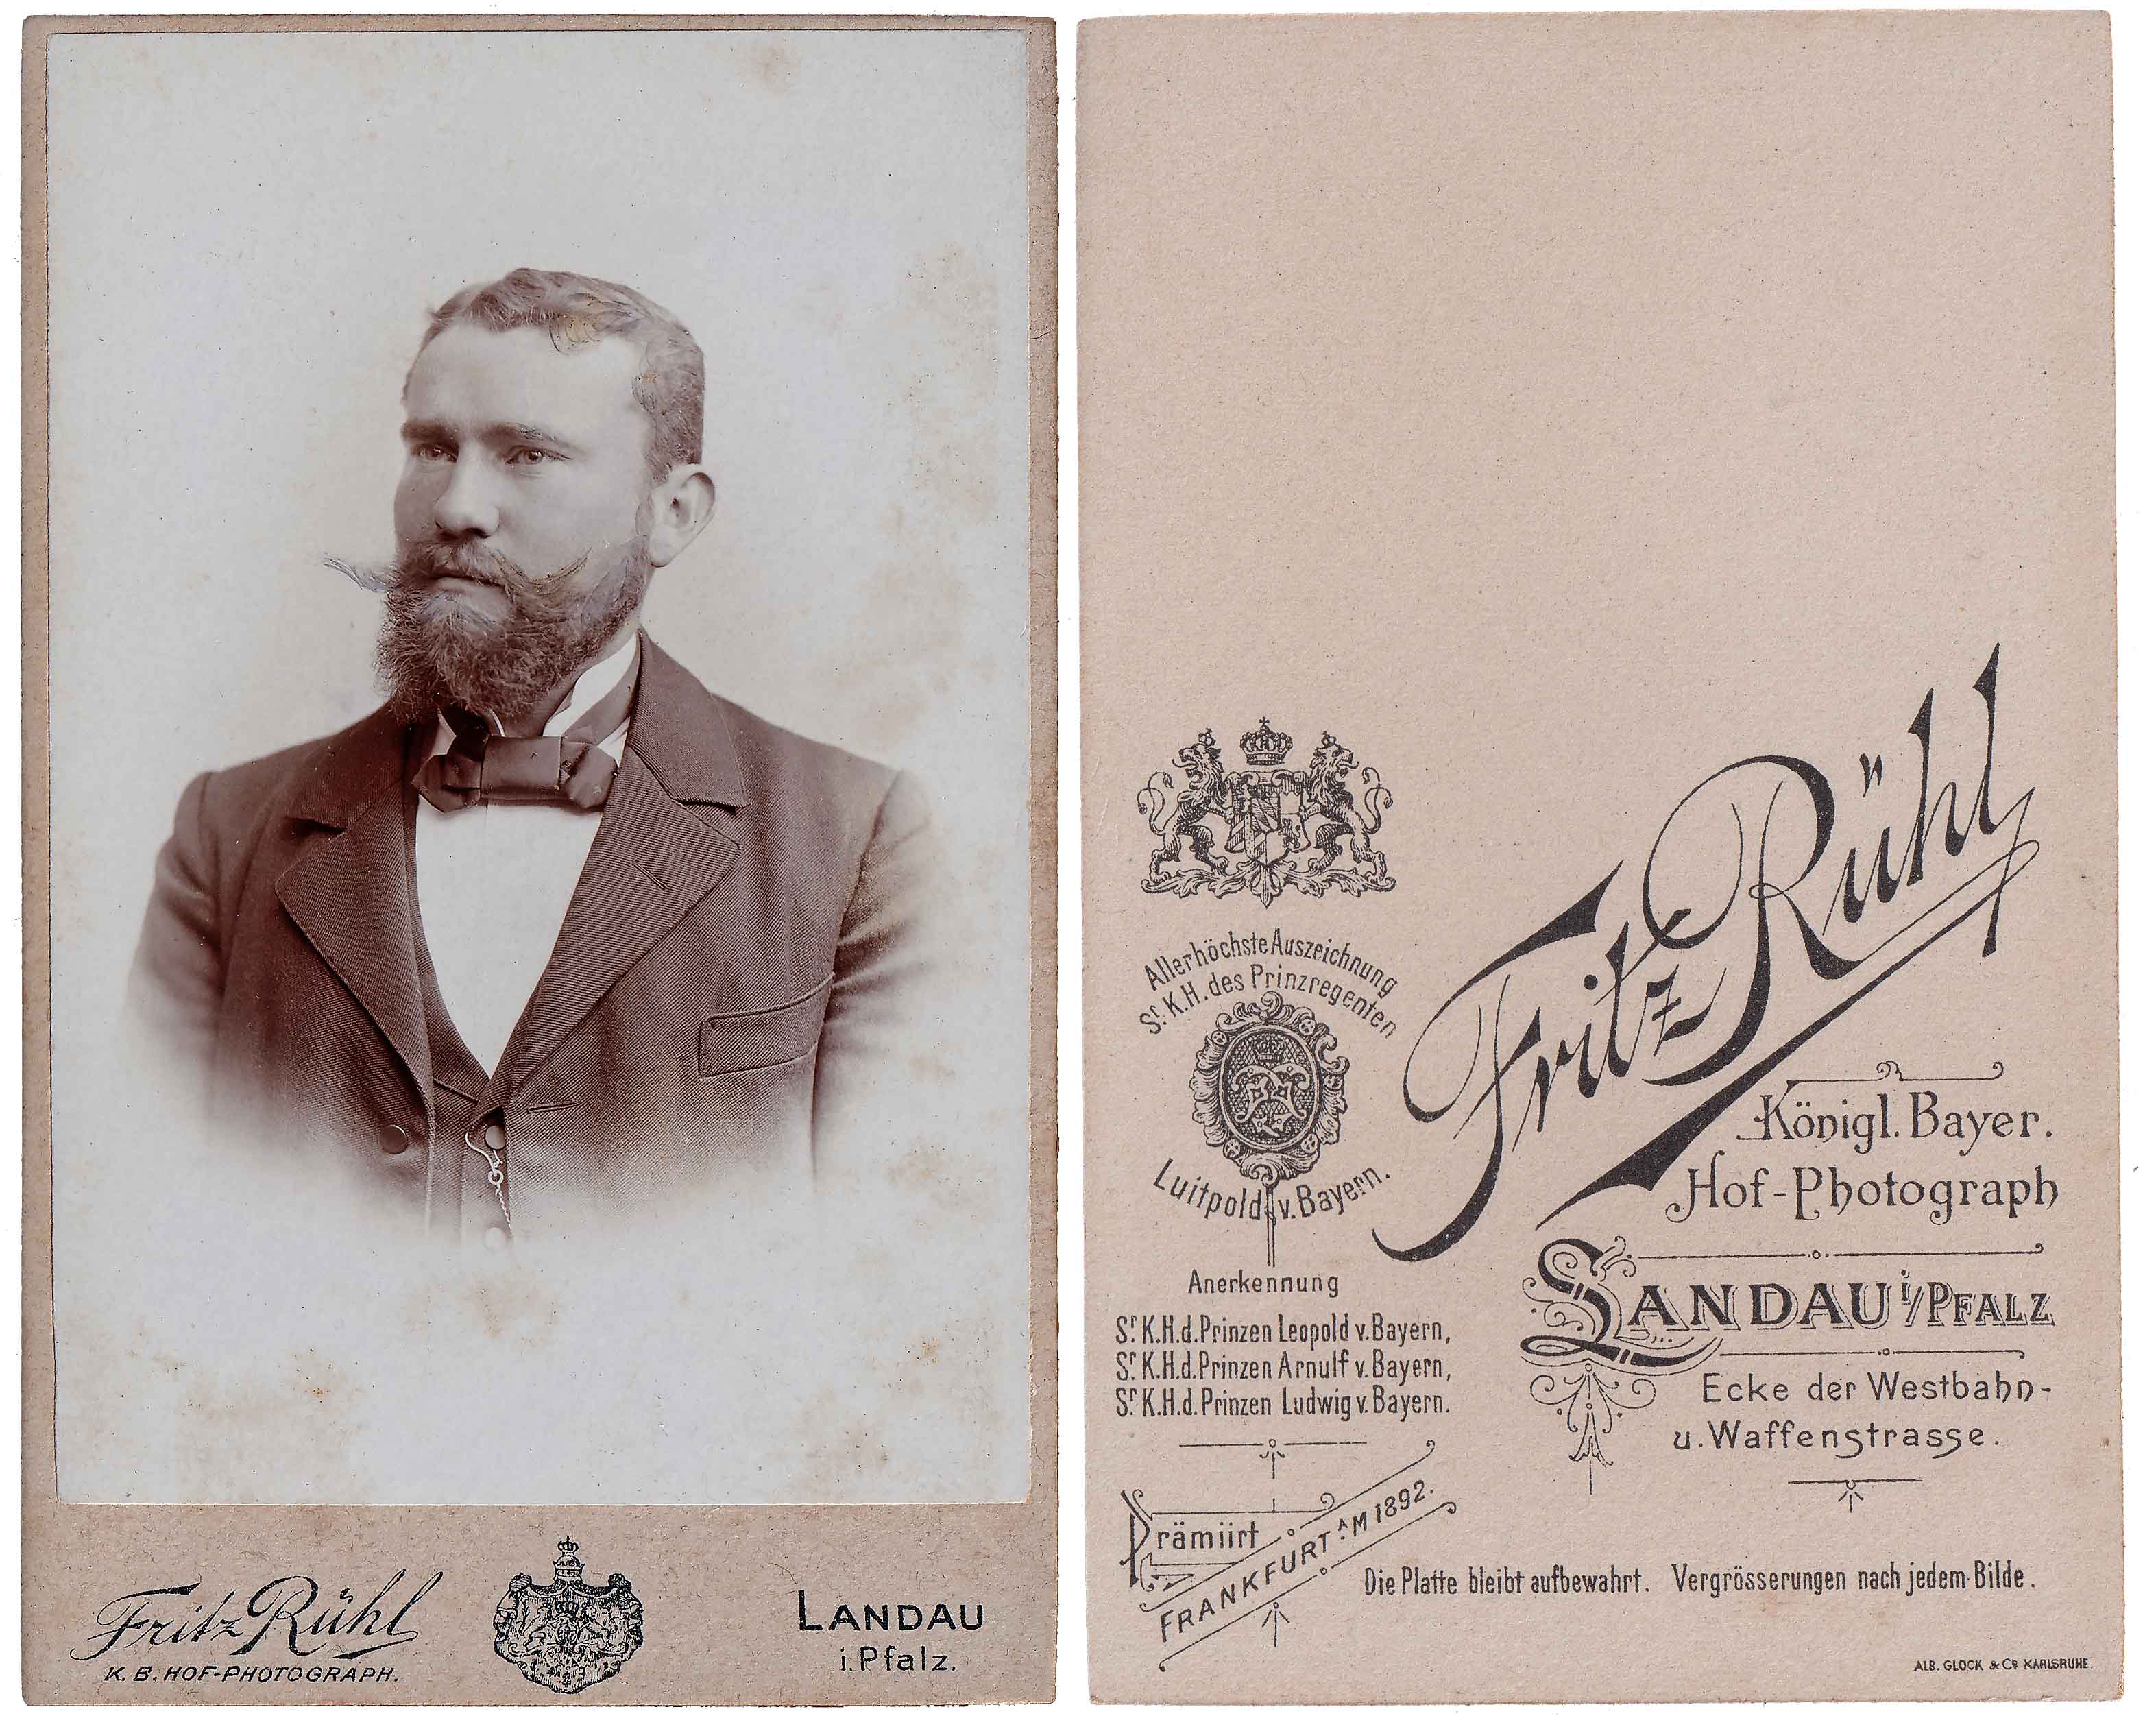 Fritz Rühl
K. B. HOF-PHOTOGRAPH.
LANDAU
i. Pfalz.
Fritz Rühl
Königl. Bayer.
Hof-Photograph
LANDAU i/PFALZ
Ecke der Westbahn-
u. Waffenstrasse.
Allerhöchste Auszeichnung
Sr. K. H. des Prinzregenten
Luitpold v. Bayern.
Anerkennung
Sr. K. H. d. Prinzen Leopold v. Bayern,
Sr. K. H. d. Prinzen Arnulf v. Bayern,
Sr. K. H. d. Prinzen Ludwig v. Bayern.
Prämiirt
FRANKFURT A. M 1892.
Die Platte bleibt aufbewahrt. Vergrösserungen nach jedem Bilde.
ALB. GLOCK & Co KARLSRUHE.